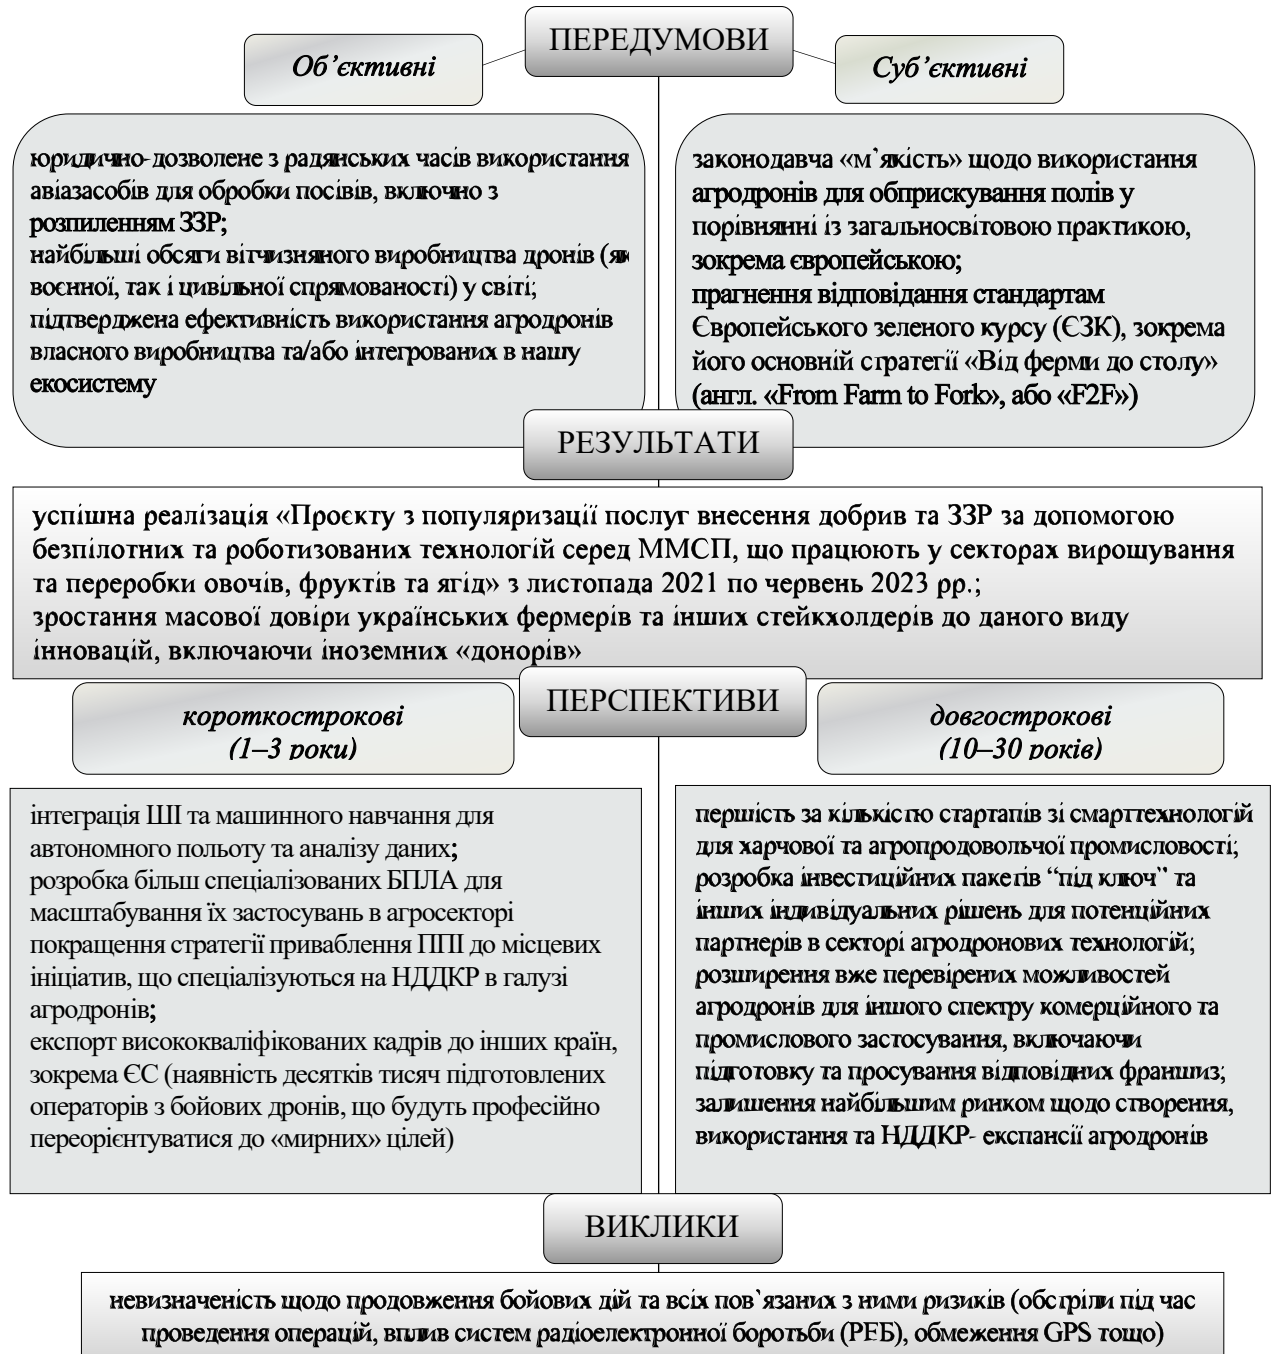 ПЕРЕДУМОВИ
Об’єктивні
Суб’єктивні
юридично-дозволене з радянських часів використання
авіазасобів для обробки посівів, включно з
розпиленням ЗЗР;
найбільші обсяги вітчизняного виробництва дронів (як
воєнної, так і цивільної спрямованості) у світі;
підтверджена ефективність використання агродронів
власного виробництва та/або інтегрованих в нашу
екосистему
законодавча «м`якість» щодо використання
агродронів для обприскування полів у
порівнянні із загальносвітовою практикою,
зокрема європейською;
прагнення відповідання стандартам
Європейського зеленого курсу (ЄЗК), зокрема
його основній стратегії «Від ферми до столу»
(англ. «From Farm to Fork», або «F2F»)
РЕЗУЛЬТАТИ
успішна реалізація «Проєкту з популяризації послуг внесення добрив та ЗЗР за допомогою
безпілотних та роботизованих технологій серед ММСП, що працюють у секторах вирощування
та переробки овочів, фруктів та ягід» з листопада 2021 по червень 2023 рр.;
зростання масової довіри українських фермерів та інших стейкхолдерів до даного виду
інновацій, включаючи іноземних «донорів»
ПЕРСПЕКТИВИ
короткострокові
(1–3 роки)
довгострокові
(10–30 років)
інтеграція ШІ та машинного навчання для
автономного польоту та аналізу даних;
розробка більш спеціалізованих БПЛА для
масштабування їх застосувань в агросекторі
покращення стратегії приваблення ППІ до місцевих
ініціатив, що спеціалізуються на НДДКР в галузі
агродронів;
експорт висококваліфікованих кадрів до інших країн,
зокрема ЄС (наявність десятків тисяч підготовлених
операторів з бойових дронів, що будуть професійно
переорієнтуватися до «мирних» цілей)
першість за кількістю стартапів зі смарттехнологій
для харчової та агропродовольчої промисловості;
розробка інвестиційних пакетів “під ключ” та
інших індивідуальних рішень для потенційних
партнерів в секторі агродронових технологій;
розширення вже перевірених можливостей
агродронів для іншого спектру комерційного та
промислового застосування, включаючи
підготовку та просування відповідних франшиз;
залишення найбільшим ринком щодо створення,
використання та НДДКР- експансії агродронів
ВИКЛИКИ
невизначеність щодо продовження бойових дій та всіх пов`язаних з ними ризиків (обстріли під час
проведення операцій, вплив систем радіоелектронної боротьби (РЕБ), обмеження GPS тощо)